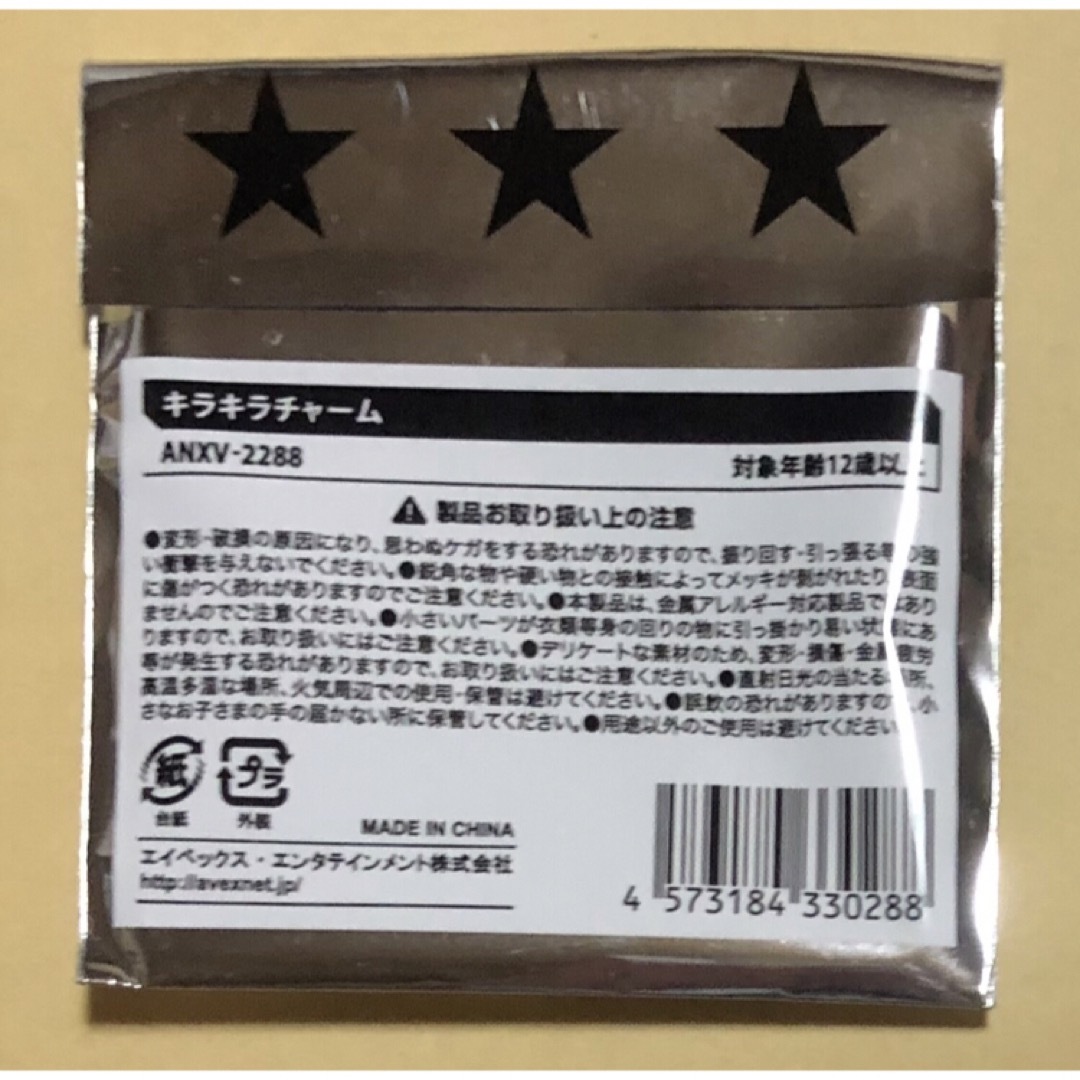 キラキラチャーム
ANXV-2288
対象年齢12歳以上
製品お取り扱い上の注意
●変形・破損の原因になり、思わぬケガをする恐れがありますので、振り回す・引っ張る等の強
い衝撃を与えないでください。●鋭角な物や硬い物との接触によってメッキが剥がれたり、表面
に傷がつく恐れがありますのでご注意ください。●本製品は、金属アレルギー対応製品ではあり
ませんのでご注意ください。●小さいパーツが衣類等身の回りの物に引っ掛かり易い状態にあ
りますので、お取り扱いにはご注意ください。●デリケートな素材のため、変形・損傷・金属疲労
等が発生する恐れがありますので、お取り扱いにはご注意ください。●直射日光の当たる場所、
高温多湿な場所、火気周辺での使用・保管は避けてください。●誤飲の恐れがありますので、小
さなお子さまの手の届かない所に保管してください。●用途以外のご使用は避けてください。
紙 プラ
台紙 外装
MADE IN CHINA
エイベックス・エンタテインメント株式会社
http://avexnet.jp/
4 573184 330288